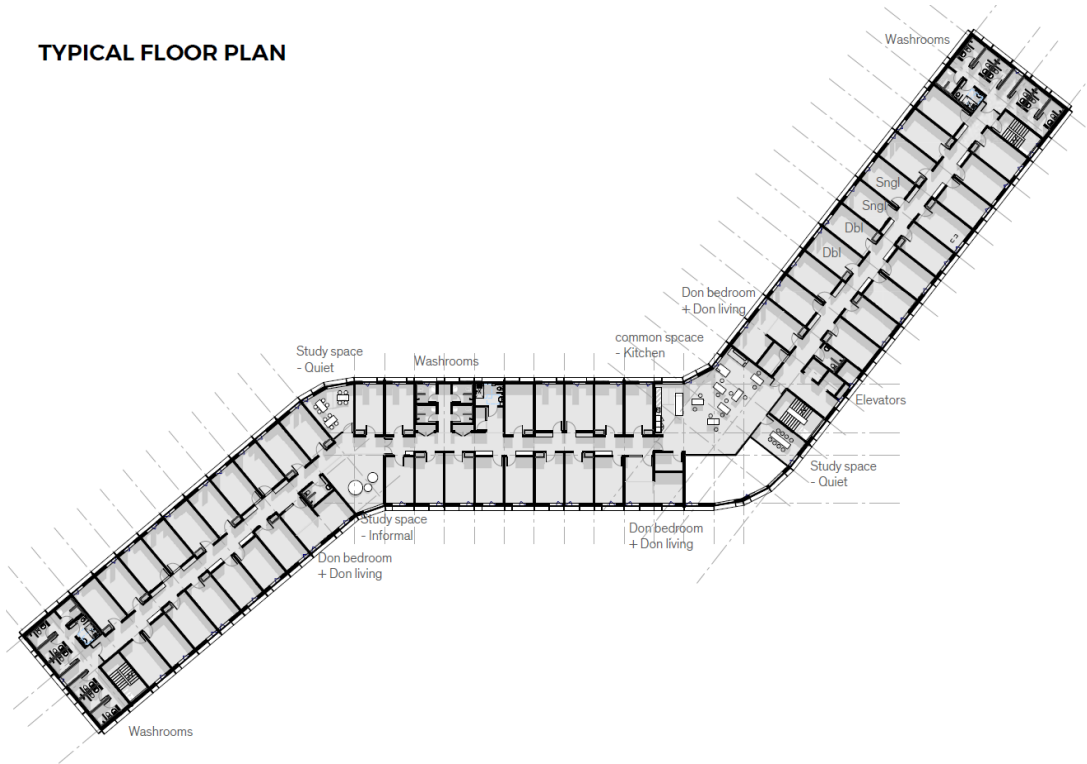 TYPICAL FLOOR PLAN
Washrooms
Sngl
Sngl
Dbl
Dbl
Don bedroom
+ Don living
common spcace
- Kitchen
Study space
- Quiet
Washrooms
Elevators
Study space
- Quiet
Study space
- Informal
Don bedroom
+ Don living
Don bedroom
+ Don living
Washrooms